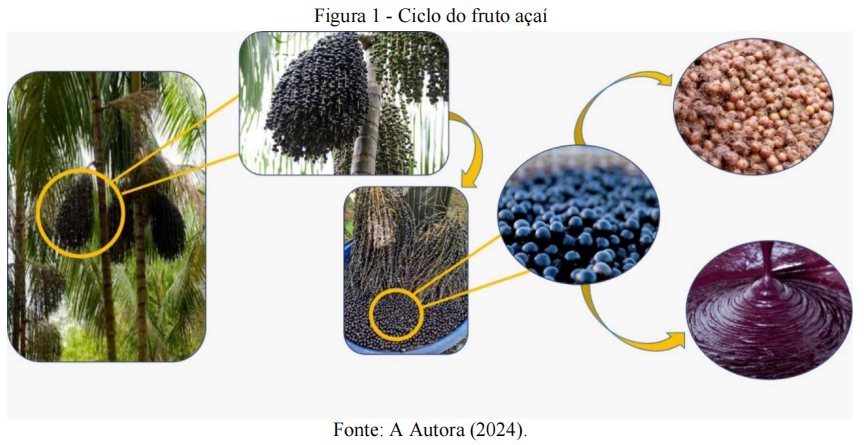 Figura 1 - Ciclo do fruto açaí
Fonte: A Autora (2024).